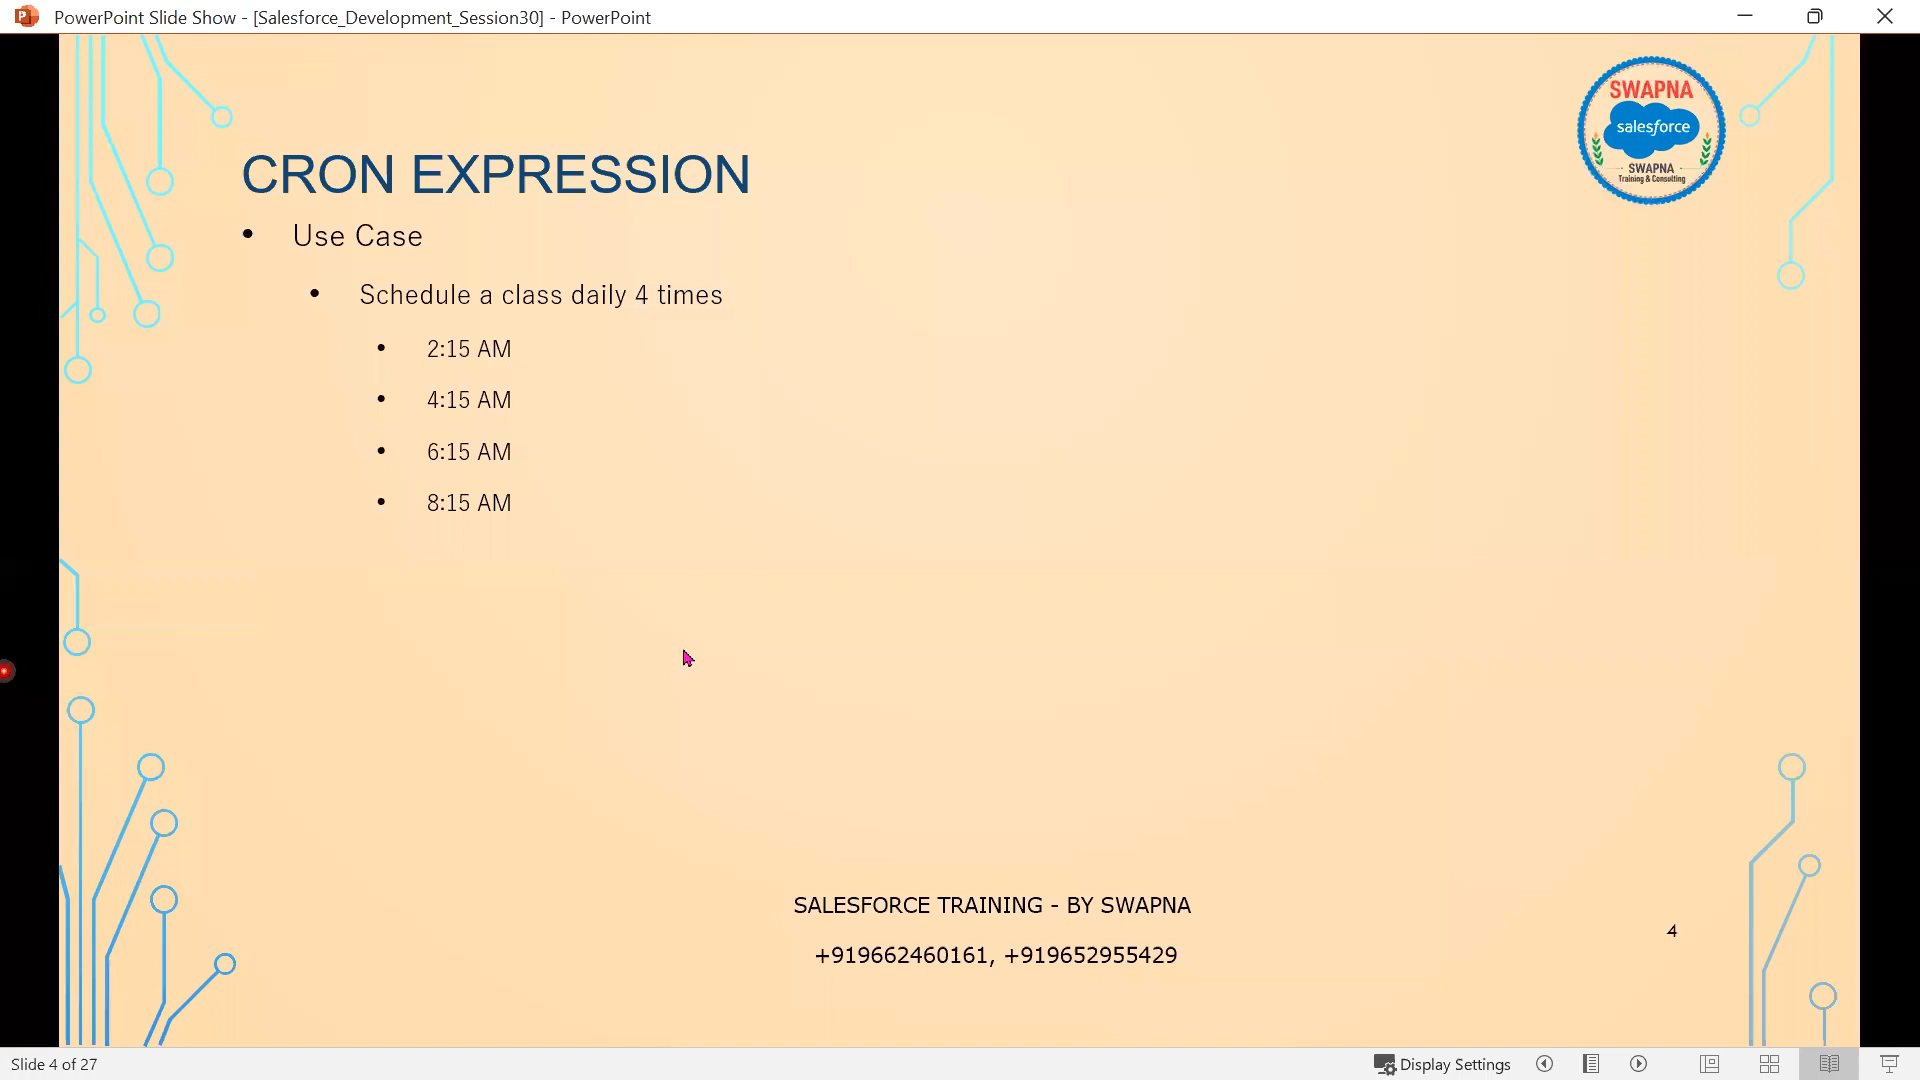 PowerPoint Slide Show - [Salesforce_Development_Session30] - PowerPoint
SWAPNA
salesforce
SWAPNA
Training & Consulting
CRON EXPRESSION
• Use Case
• Schedule a class daily 4 times
• 2:15 AM
• 4:15 AM
• 6:15 AM
• 8:15 AM
SALESFORCE TRAINING - BY SWAPNA
4
+919662460161, +919652955429
Slide 4 of 27
Display Settings